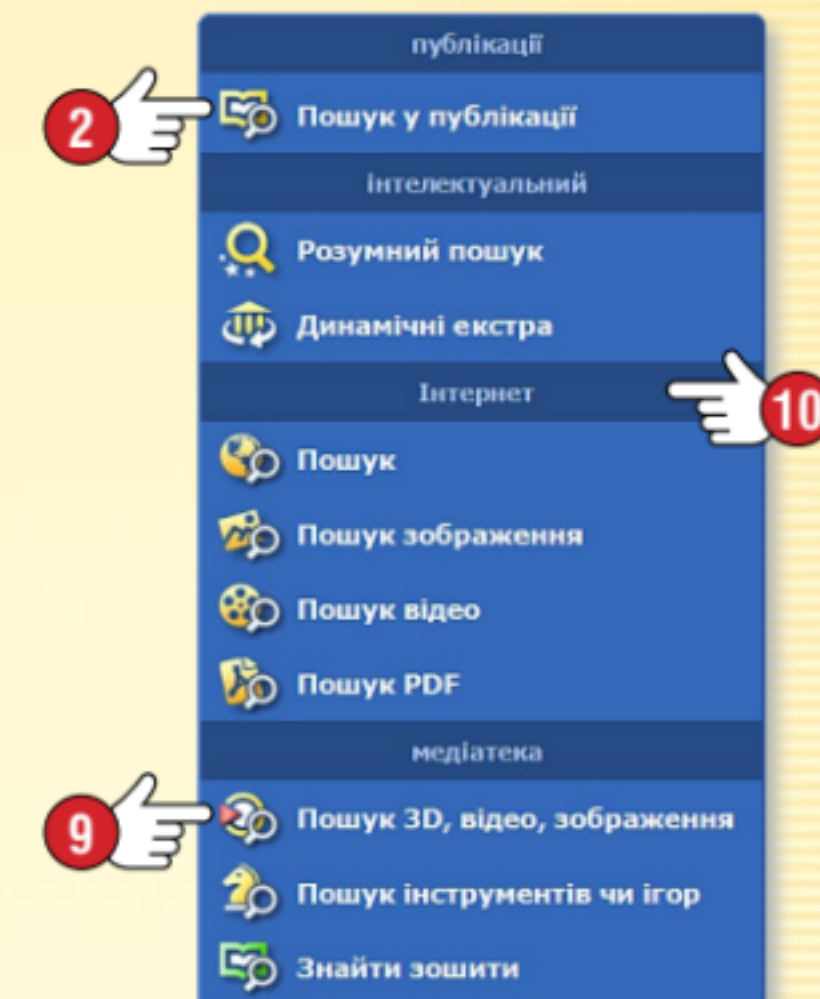 публікації
2
Пошук у публікації
інтелектуальний
Розумний пошук
Динамічні екстра
Інтернет
10
Пошук
Пошук зображення
Пошук відео
Пошук PDF
медіатека
9
Пошук 3D, відео, зображення
Пошук інструментів чи ігор
Знайти зошити